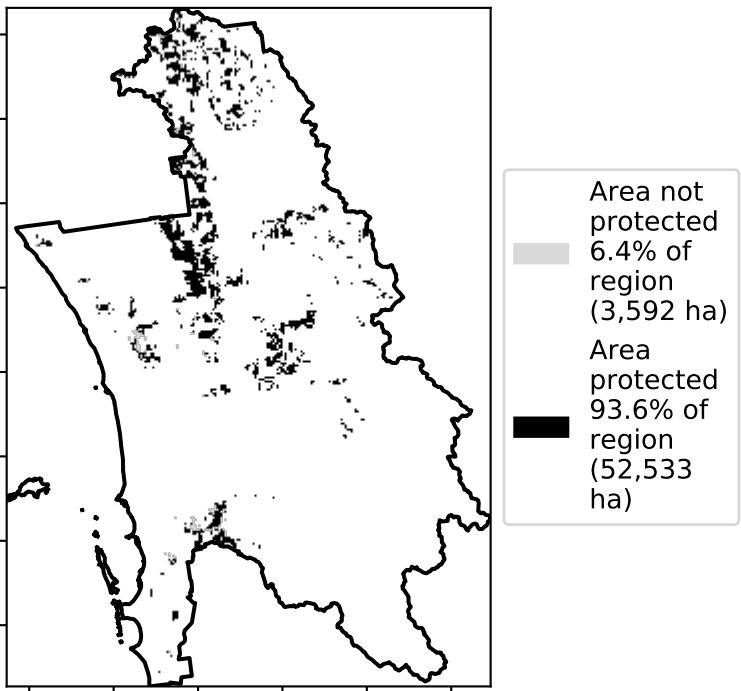 Area not
protected
6.4% of
region
(3,592 ha)
Area
protected
93.6% of
region
(52,533
ha)